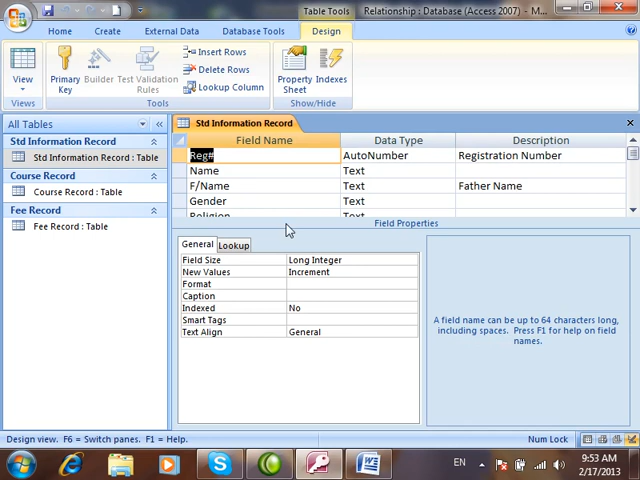 Table Tools
Relationship : Database (Access 2007) - M...
Home
Create
External Data
Database Tools
Design
View
Views
Primary Key
Builder
Test Validation Rules
Insert Rows
Delete Rows
Lookup Column
Tools
Property Sheet
Indexes
Show/Hide
All Tables
Std Information Record
Std Information Record : Table
Course Record
Course Record : Table
Fee Record
Fee Record : Table
Std Information Record
Field Name Data Type Description
Reg# AutoNumber Registration Number
Name Text
F/Name Text Father Name
Gender Text
Religion Text
Field Properties
General Lookup
Field Size Long Integer
New Values Increment
Format
Caption
Indexed No
Smart Tags
Text Align General
A field name can be up to 64 characters long,
including spaces. Press F1 for help on field
names.
Design view. F6 = Switch panes. F1 = Help.
Num Lock
EN
9:53 AM
2/17/2013